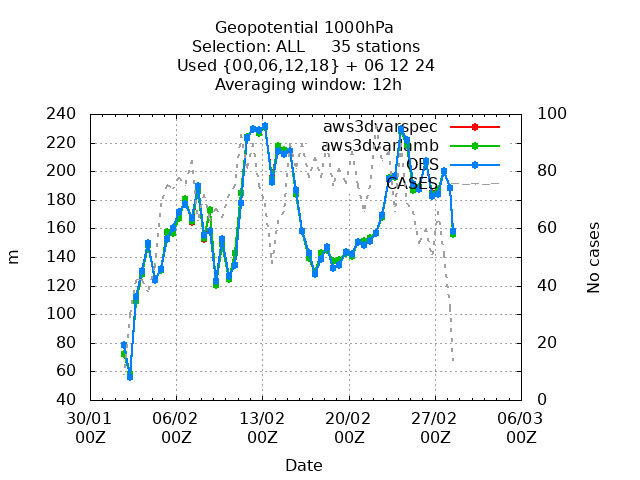 Geopotential 1000hPa
Selection: ALL 35 stations
Used {00,06,12,18} + 06 12 24
Averaging window: 12h
240 100
220
200 80
180
160 60
140
120 40
100
80 20
60
40 0
aws3dvarspec
aws3dvarlamb
OBS
CASES
m
No cases
30/01 06/02 13/02 20/02 27/02 06/03
00Z 00Z 00Z 00Z 00Z 00Z
Date